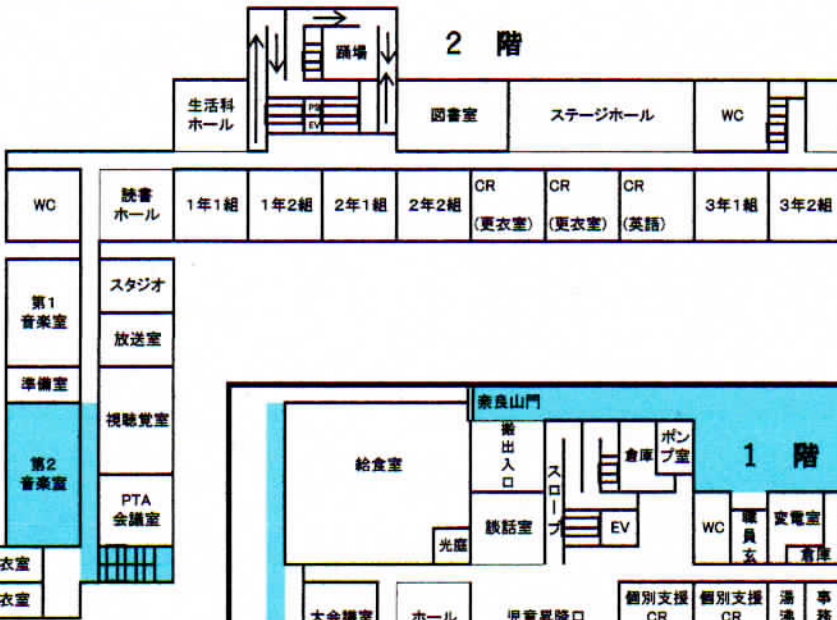 2 階
踊場
PS
EV
生活科
ホール
図書室
ステージホール
WC
WC
読書
ホール
1年1組
1年2組
2年1組
2年2組
CR
(更衣室)
CR
(更衣室)
CR
(英語)
3年1組
3年2組
スタジオ
第1
音楽室
放送室
準備室
視聴覚室
第2
音楽室
PTA
会議室
衣室
衣室
奈良山門
1 階
搬出入口
給食室
スロープ
倉庫
ポン
プ室
談話室
光庭
EV
WC
職員玄
変電室
倉庫
大会議室
ホール
児童昇降口
個別支援
CR
個別支援
CR
湯沸
事務